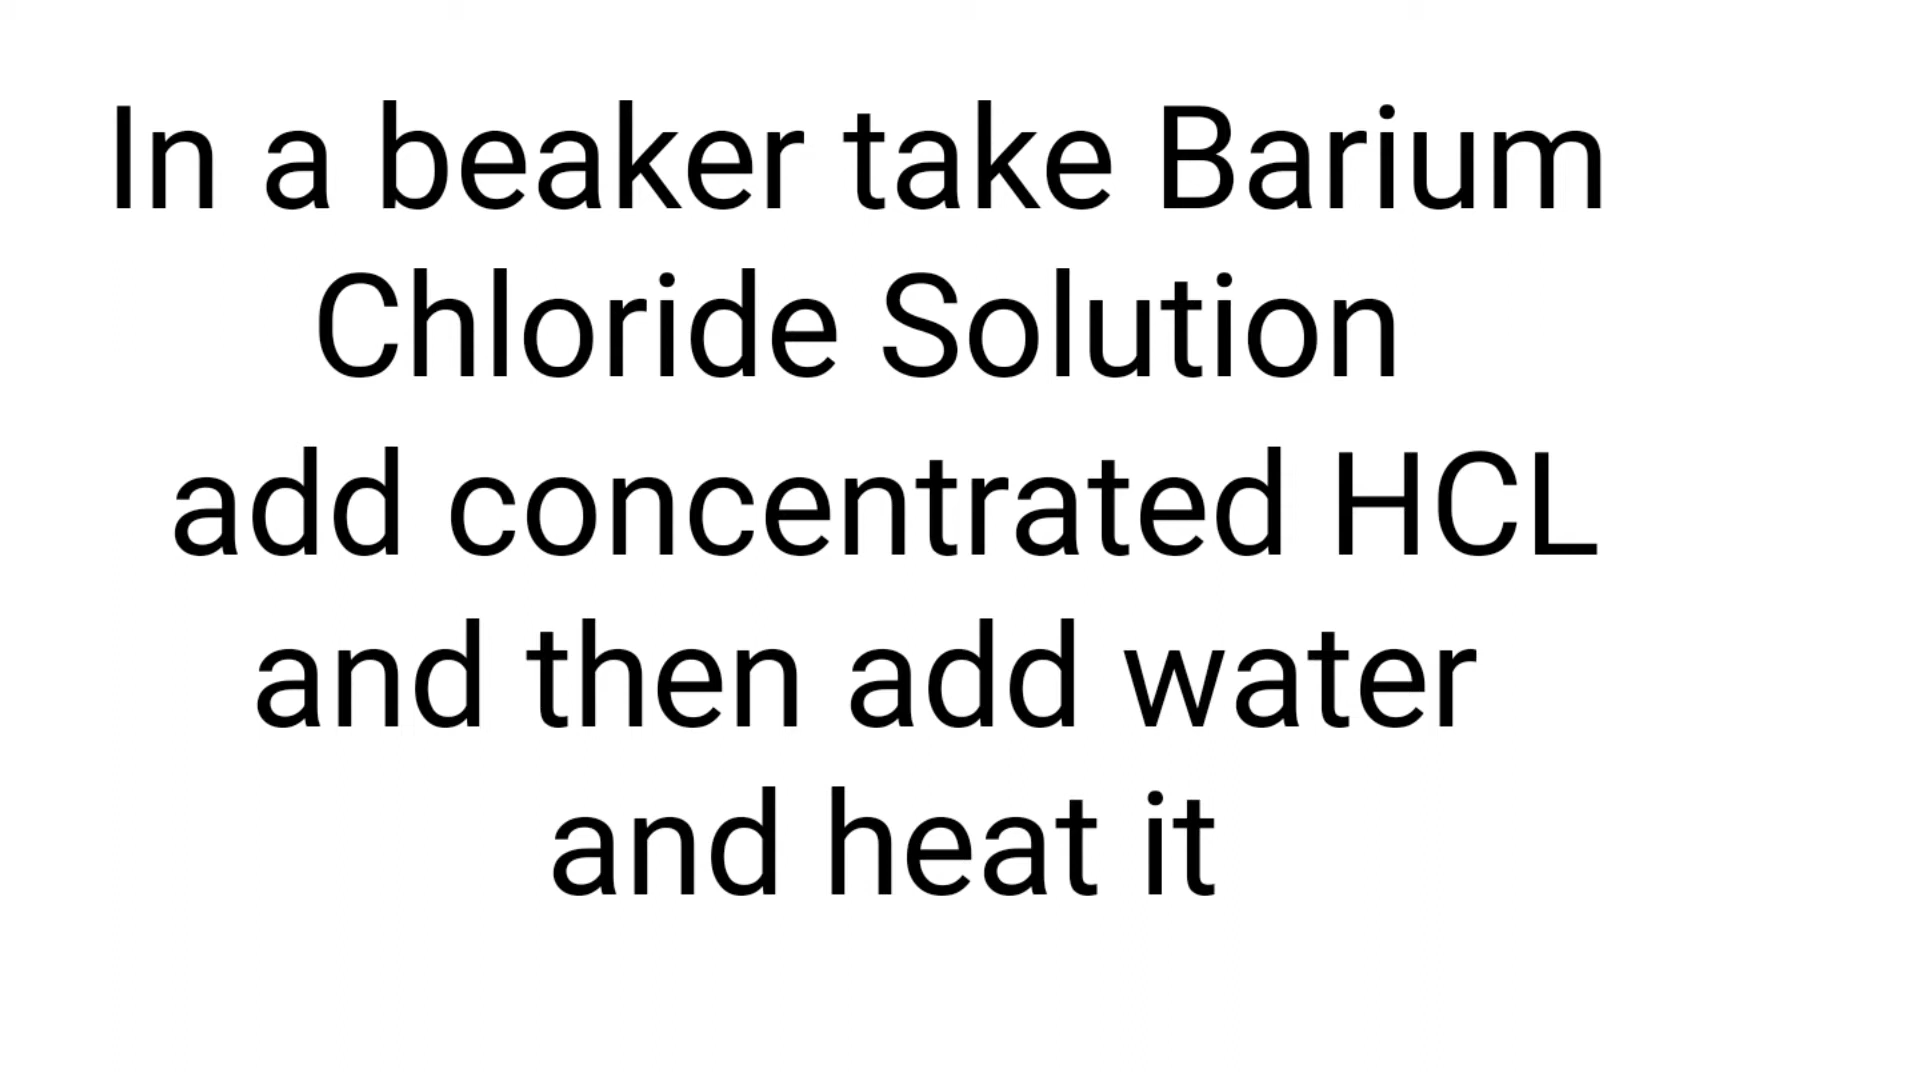 In a beaker take Barium
Chloride Solution
add concentrated HCL
and then add water
and heat it